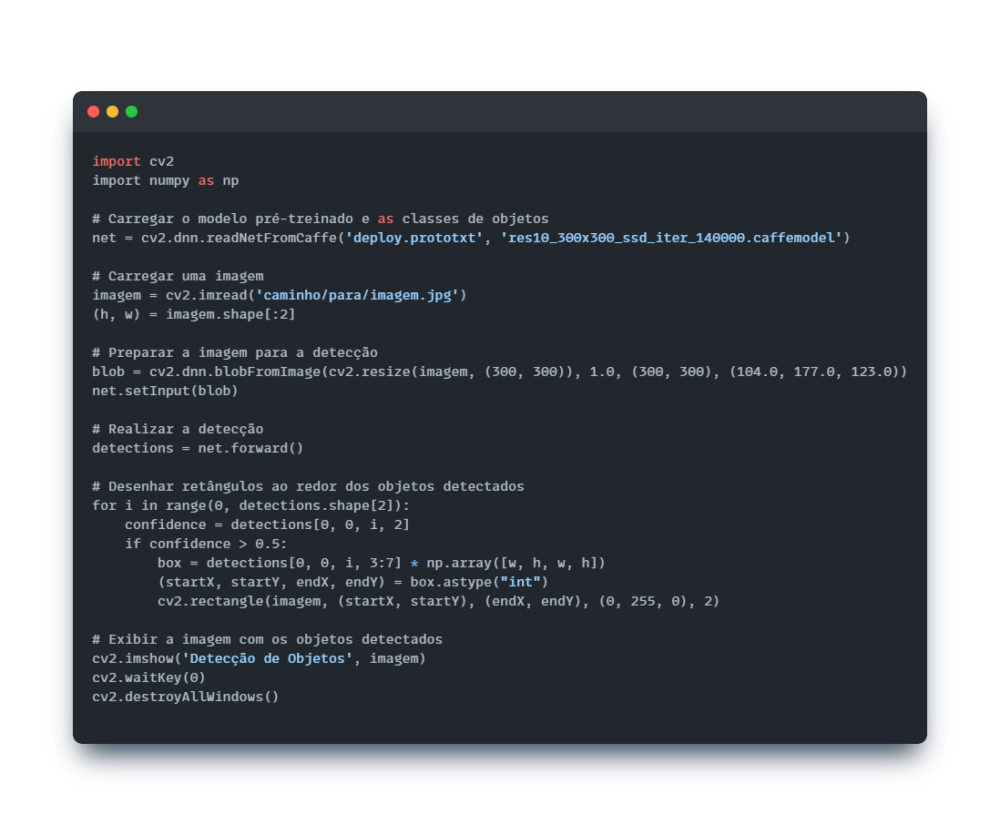 import cv2
import numpy as np

# Carregar o modelo pré-treinado e as classes de objetos
net = cv2.dnn.readNetFromCaffe('deploy.prototxt', 'res10_300x300_ssd_iter_140000.caffemodel')

# Carregar uma imagem
imagem = cv2.imread('caminho/para/imagem.jpg')
(h, w) = imagem.shape[:2]

# Preparar a imagem para a detecção
blob = cv2.dnn.blobFromImage(cv2.resize(imagem, (300, 300)), 1.0, (300, 300), (104.0, 177.0, 123.0))
net.setInput(blob)

# Realizar a detecção
detections = net.forward()

# Desenhar retângulos ao redor dos objetos detectados
for i in range(0, detections.shape[2]):
    confidence = detections[0, 0, i, 2]
    if confidence > 0.5:
        box = detections[0, 0, i, 3:7] * np.array([w, h, w, h])
        (startX, startY, endX, endY) = box.astype("int")
        cv2.rectangle(imagem, (startX, startY), (endX, endY), (0, 255, 0), 2)

# Exibir a imagem com os objetos detectados
cv2.imshow('Detecção de Objetos', imagem)
cv2.waitKey(0)
cv2.destroyAllWindows()